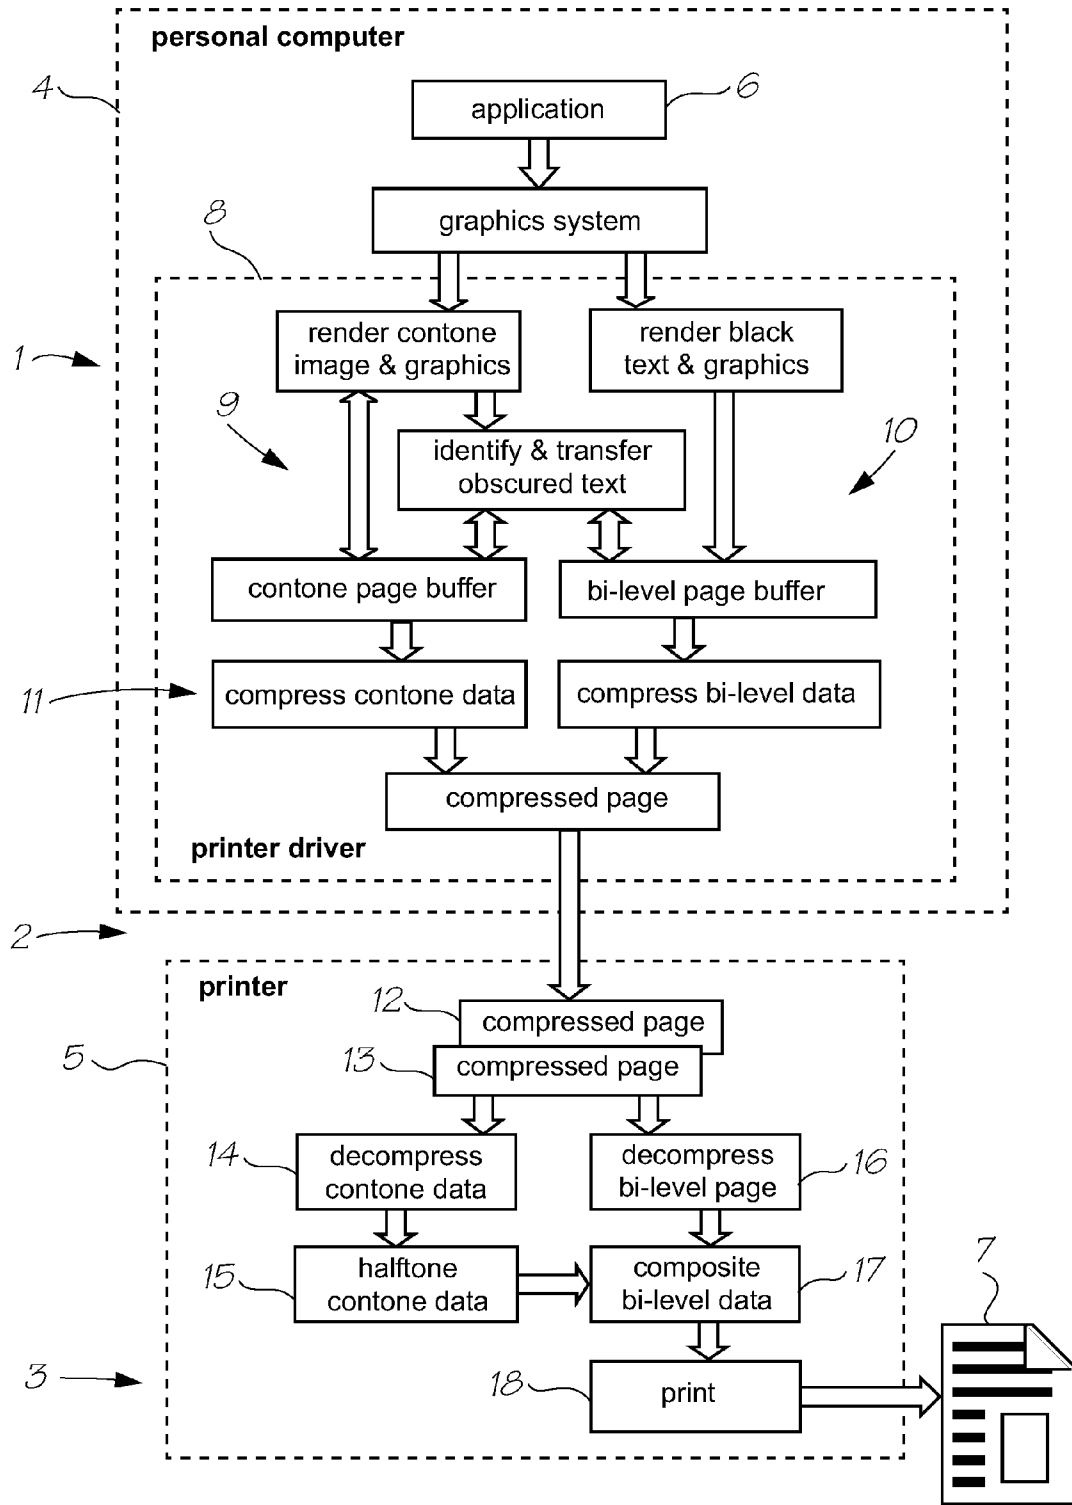 personal computer
4
application
6
graphics system
8
1
render contone
image & graphics
render black
text & graphics
9
identify & transfer
obscured text
10
contone page buffer
bi-level page buffer
11
compress contone data
compress bi-level data
compressed page
printer driver
2
printer
12
compressed page
5
13
compressed page
14
decompress
contone data
decompress
bi-level page
16
15
halftone
contone data
composite
bi-level data
17
7
3
18
print